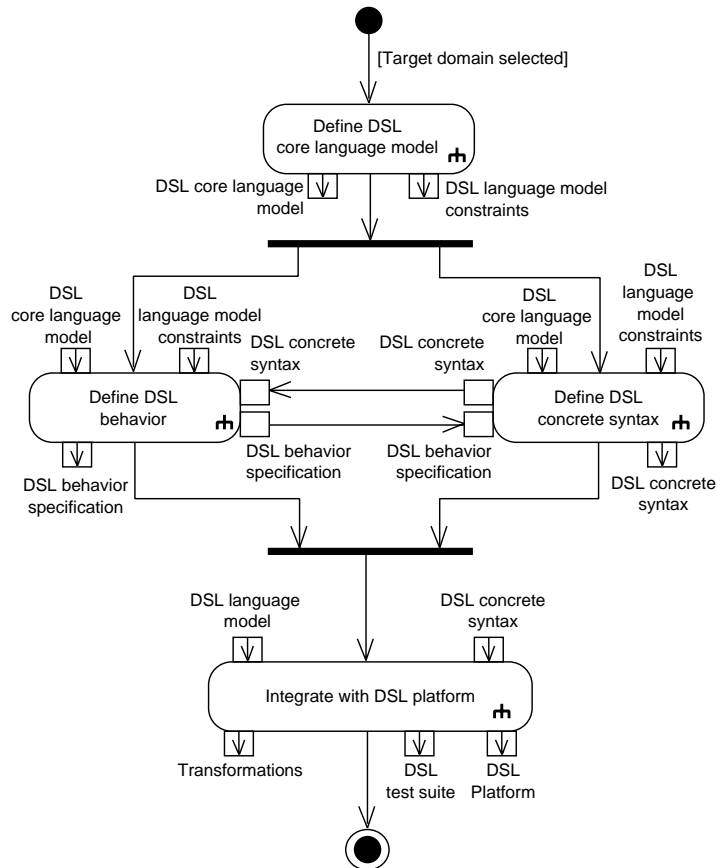 [Target domain selected]
Define DSL
core language model
DSL core language
model
DSL language model
constraints
DSL
core language
model
DSL
language model
constraints
DSL
core language
model
DSL
language
model
constraints
DSL concrete
syntax
DSL concrete
syntax
Define DSL
behavior
Define DSL
concrete syntax
DSL behavior
specification
DSL behavior
specification
DSL behavior
specification
DSL concrete
syntax
DSL language
model
DSL concrete
syntax
Integrate with DSL platform
Transformations
DSL
test suite
DSL
Platform